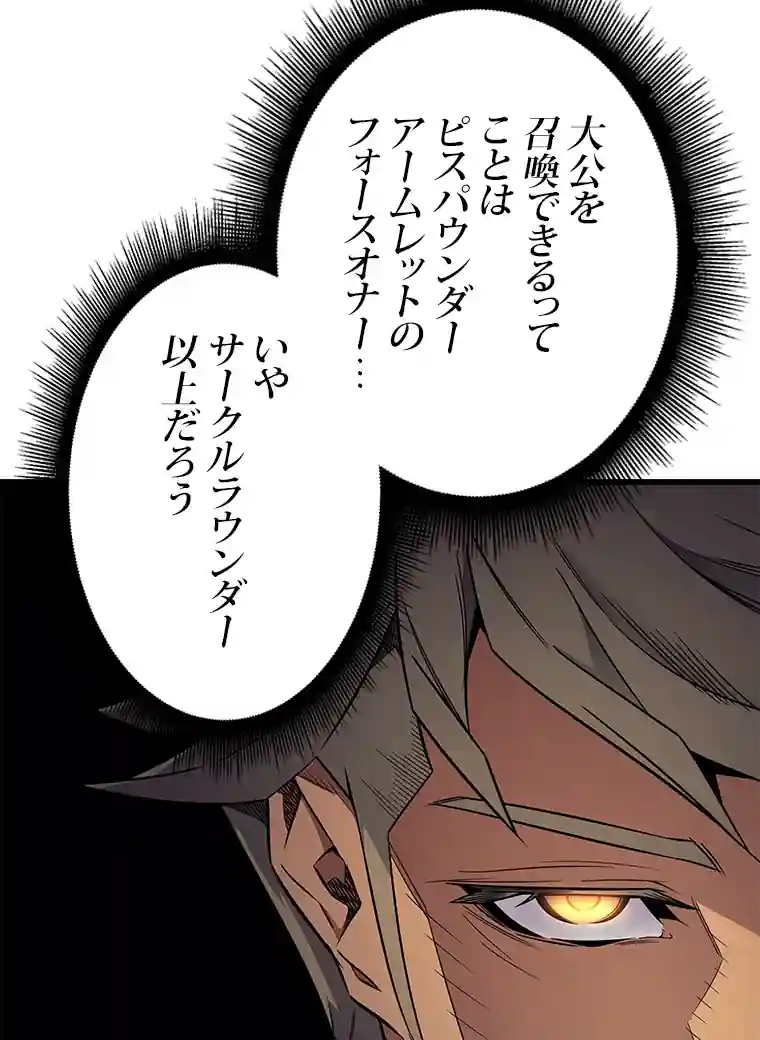 大公を
召喚できるって
ことは
ピスパウンダー
アームレットの
フォースオナー…
いや
サークルラウンダー
以上だろう